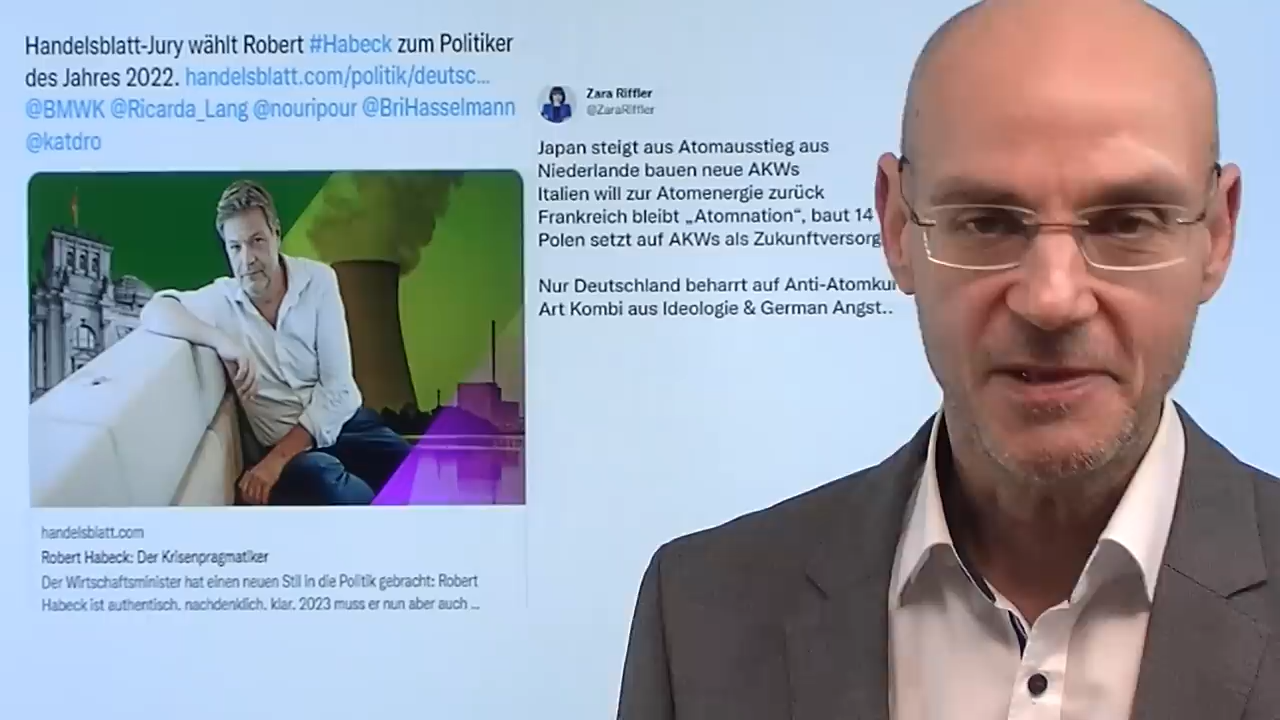 Handelsblatt-Jury wählt Robert #Habeck zum Politiker
des Jahres 2022. handelsblatt.com/politik/deutsc...
@BMWK @Ricarda_Lang @nouripour @BriHasselmann
@katdro
handelsblatt.com
Robert Habeck: Der Krisenpragmatiker
Der Wirtschaftsminister hat einen neuen Stil in die Politik gebracht: Robert
Habeck ist authentisch, nachdenklich, klar. 2023 muss er nun aber auch ...
Zara Riffler
@ZaraRiffler
Japan steigt aus Atomausstieg aus
Niederlande bauen neue AKWs
Italien will zur Atomenergie zurück
Frankreich bleibt „Atomnation“, baut 14
Polen setzt auf AKWs als
Nur Deutschland beharrt auf
Art Kombi aus Ideologie & German Angst..